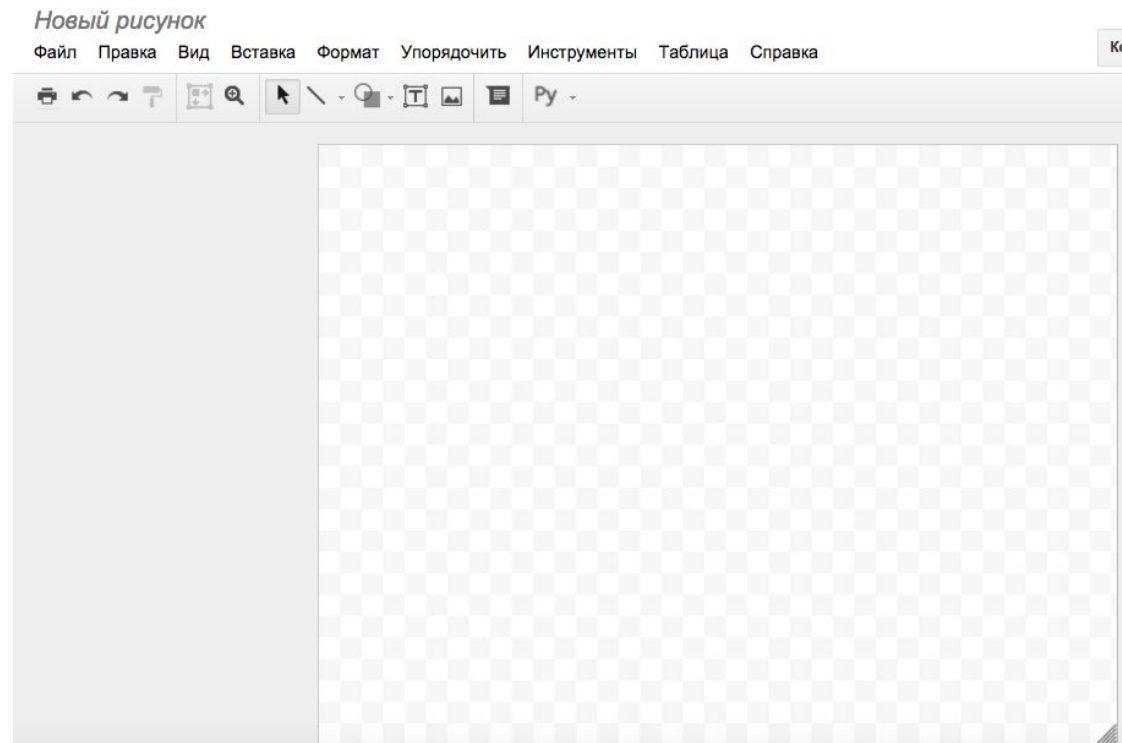 Новый рисунок
Файл Правка Вид Вставка Формат Упорядочить Инструменты Таблица Справка
Ру